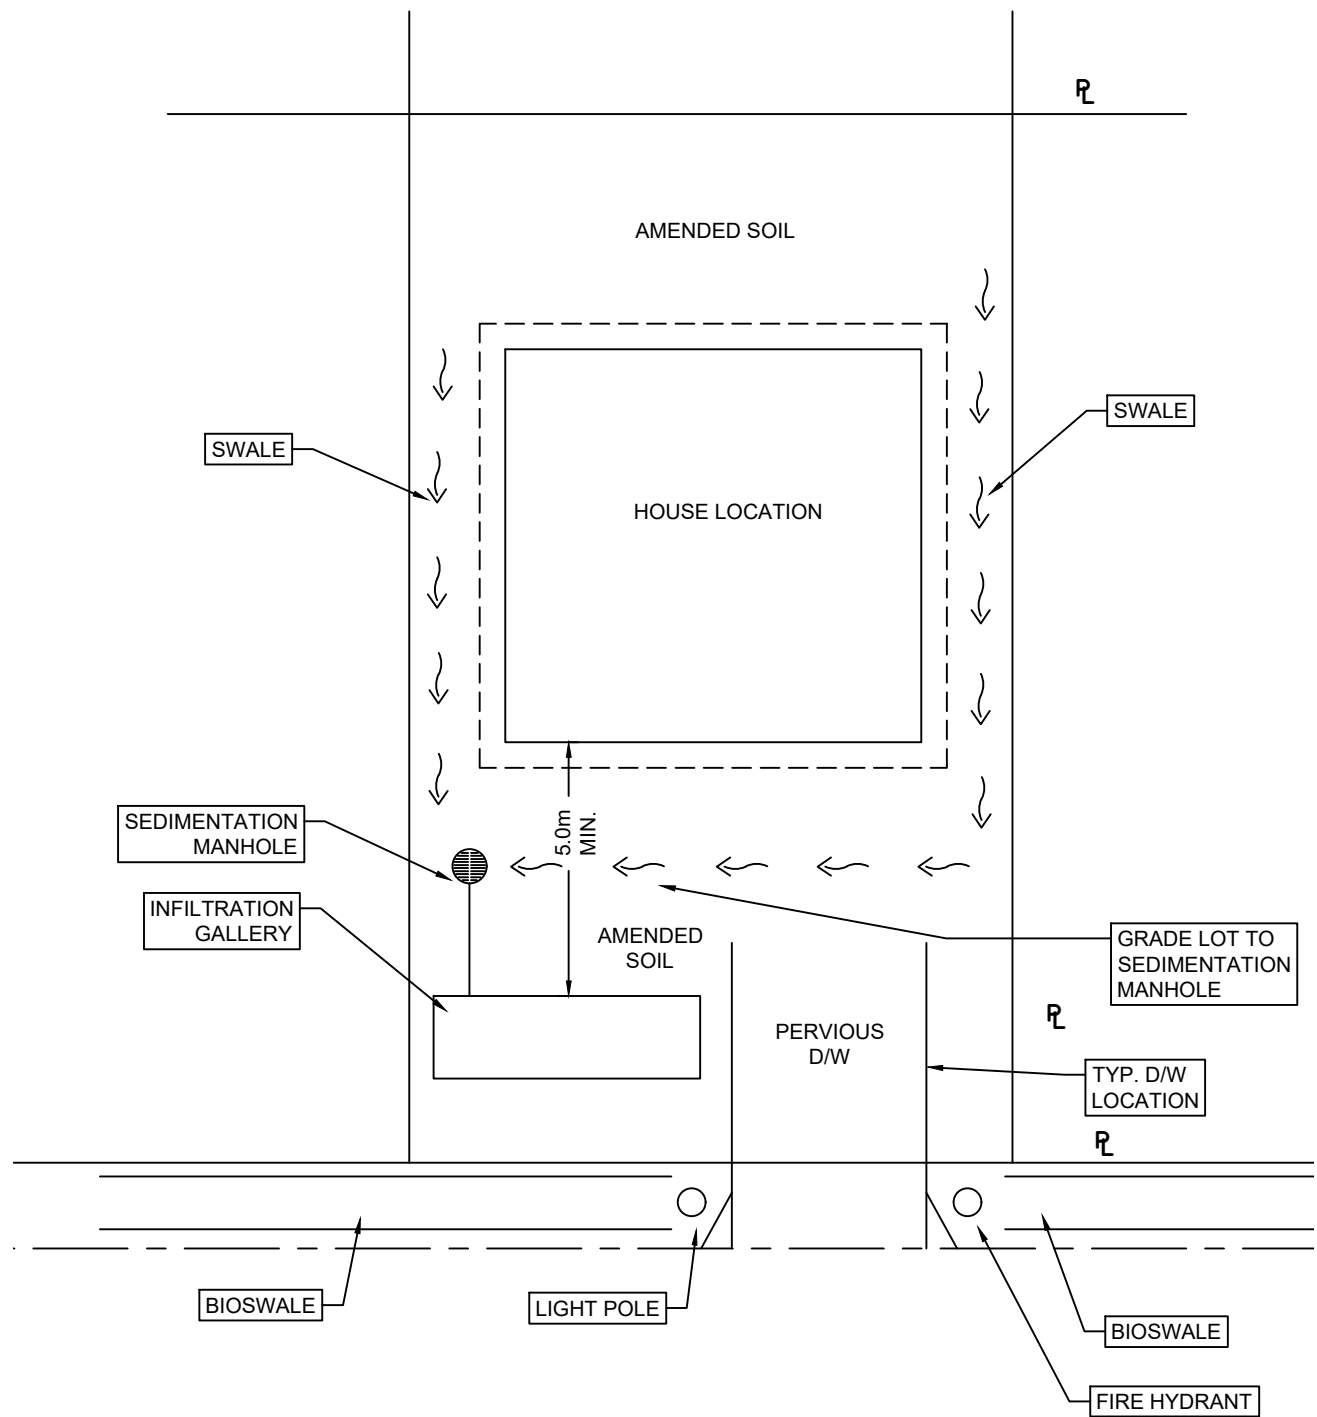 ℄
AMENDED SOIL
SWALE
SWALE
HOUSE LOCATION
5.0m
MIN.
SEDIMENTATION
MANHOLE
INFILTRATION
GALLERY
AMENDED
SOIL
GRADE LOT TO
SEDIMENTATION
MANHOLE
PL
PERVIOUS
D/W
TYP. D/W
LOCATION
PL
BIOSWALE
LIGHT POLE
BIOSWALE
FIRE HYDRANT